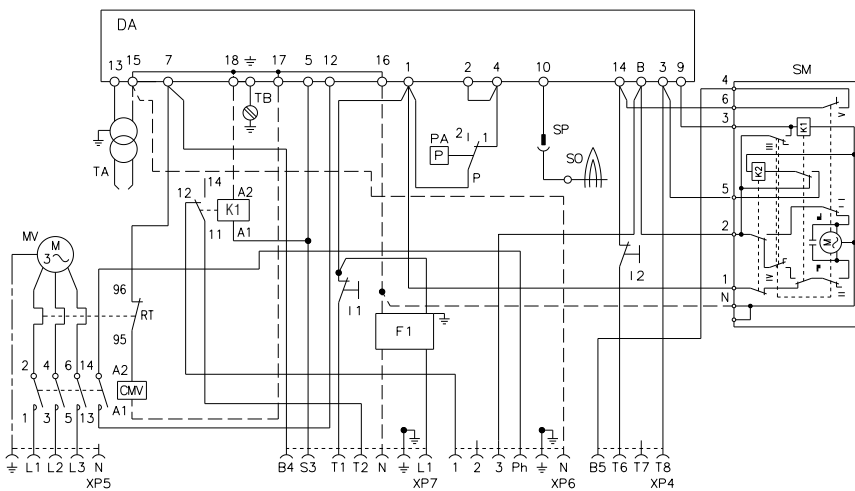 DA
13 15 7 18 17 5 12 16 1 2 4 10 14 B 3 9
SM
4
6
3
5
2
1
N
K1
K2
III
V
IV
II
M
TB
TA
PA
P
2 1
P
SP
SO
14
12
11
A2
K1
A1
MV
M
3
96
95
RT
I1
I2
F1
2 4 6 14
A2
CMV
A1
1 3 5 13
L1 L2 L3 N
XP5
B4 S3 T1 T2 N L1
XP7
1 2 3 Ph N
XP6
B5 T6 T7 T8
XP4